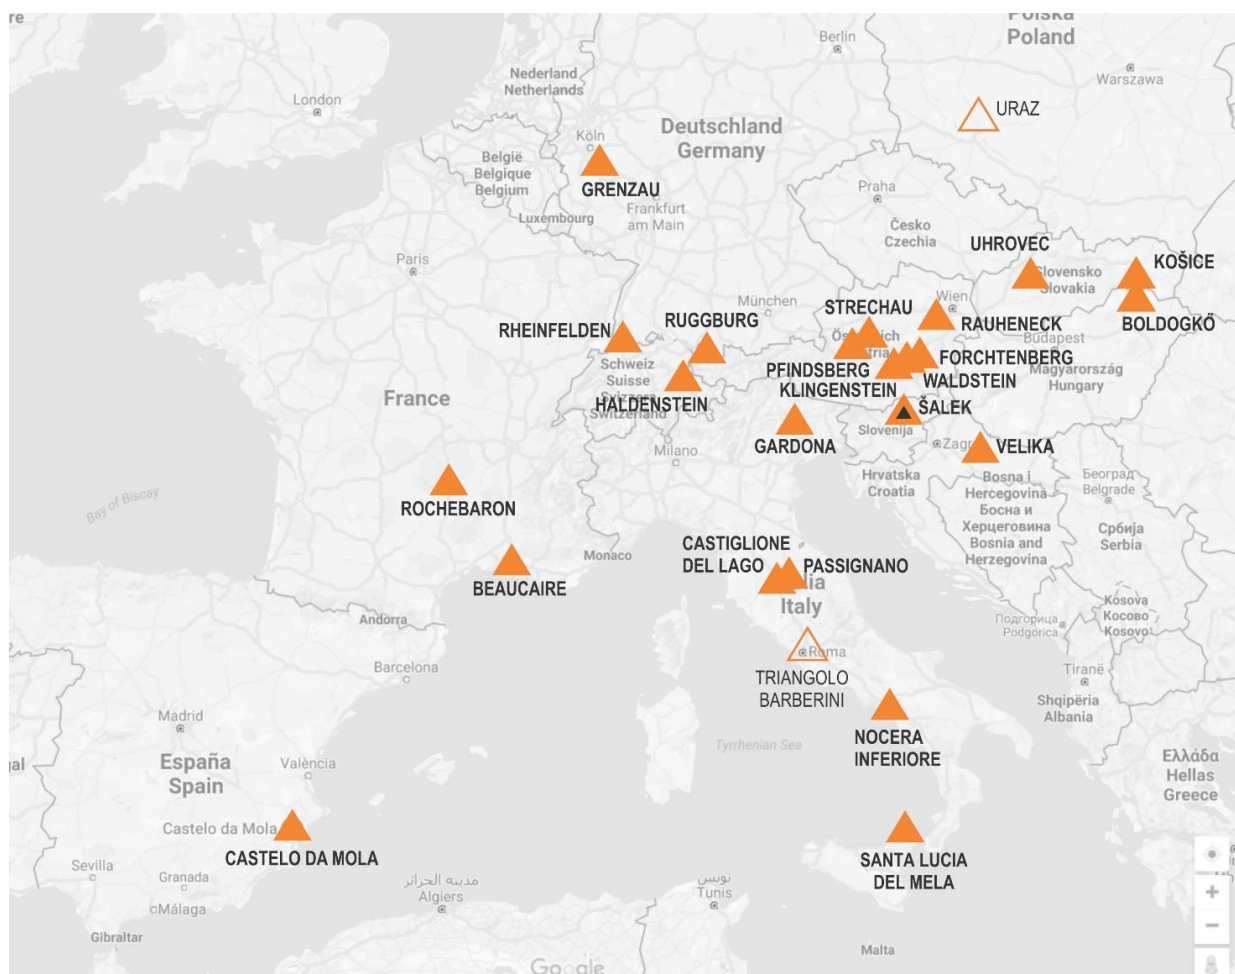 re
Polska
Poland
Berlin
Nederland
Netherlands
Warszawa
London
URAZ
Deutschland
Germany
Köln
België
Belgique
Belgium
GRENZAU
Praha
Frankfurt
am Main
Luxembourg
Česko
Czechia
UHROVEC
KOŠICE
Paris
Slovensko
Slovakia
München
STRECHAU
Wien
RAUHENECK
BOLDOGKŐ
RHEINFELDEN
RUGGBURG
Budapest
PFINDSBERG
FORCHTENBERG
Schweiz
Suisse
Svizzera
Switzerland
HALDENSTEIN
KLINGENSTEIN
WALDSTEIN
Magyarország
Hungary
France
ŠALEK
Slovenija
GARDONA
Milano
Zagr
VELIKA
Hrvatska
Croatia
Bosna i
Hercegovina
Босна и
Херцеговина
Bosnia and
Herzegovina
Београд
Belgrade
Bay of Biscay
ROCHEBARON
Србија
Serbia
CASTIGLIONE
DEL LAGO
PASSIGNANO
Monaco
BEAUCAIRE
lia
Italy
Kosova
Косово
Kosovo
Andorra
Подгорица
Podgorica
Barcelona
Roma
TRIANGOLO
BARBERINI
Tiranë
Shqipëria
Albania
Madrid
NOCERA
INFERIORE
Tyrrhenian Sea
España
Spain
València
Ελλάδα
Hellas
Greece
gal
Castelo da Mola
CASTELO DA MOLA
SANTA LUCIA
DEL MELA
Sevilla
Granada
مدينة الجزائر
Algiers
تونس
Tunis
Málaga
Gibraltar
Malta
Google